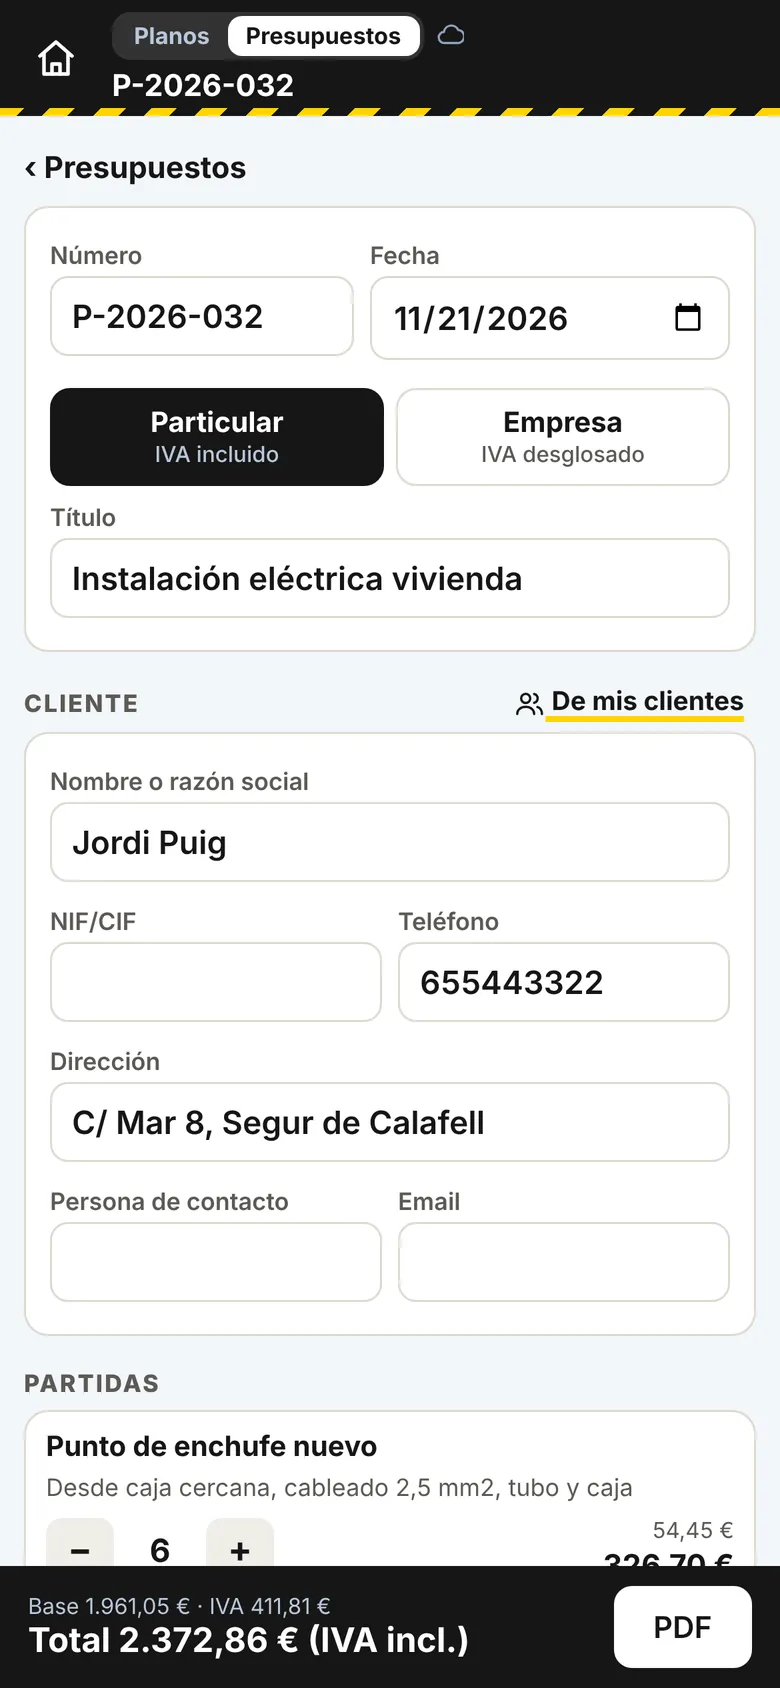 Planos Presupuestos
P-2026-032
‹ Presupuestos
Número Fecha
P-2026-032 11/21/2026
Particular Empresa
IVA incluido IVA desglosado
Título
Instalación eléctrica vivienda
CLIENTE De mis clientes
Nombre o razón social
Jordi Puig
NIF/CIF Teléfono
655443322
Dirección
C/ Mar 8, Segur de Calafell
Persona de contacto Email
PARTIDAS
Punto de enchufe nuevo
Desde caja cercana, cableado 2,5 mm2, tubo y caja
54,45 €
− 6 + 326,70 €
Base 1.961,05 € · IVA 411,81 €
Total 2.372,86 € (IVA incl.) PDF